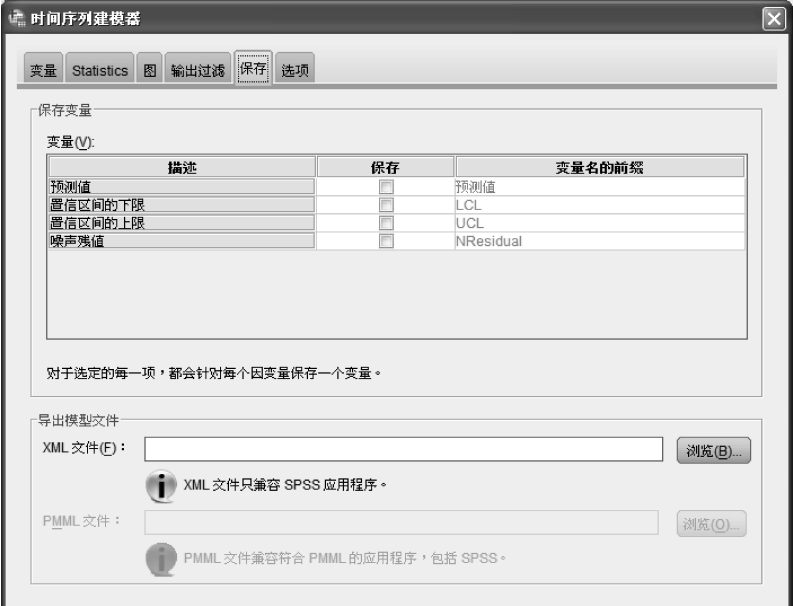 时间序列建模器
变量 Statistics 图 输出过滤 保存 选项
保存变量
变量(V):
描述 保存 变量名的前缀
预测值 预测值
置信区间的下限 LCL
置信区间的上限 UCL
噪声残值 NResidual
对于选定的每一项，都会针对每个因变量保存一个变量。
导出模型文件
XML 文件(F)： 浏览(B)...
XML 文件只兼容 SPSS 应用程序。
PMML 文件： 浏览(O)...
PMML 文件兼容符合 PMML 的应用程序，包括 SPSS。